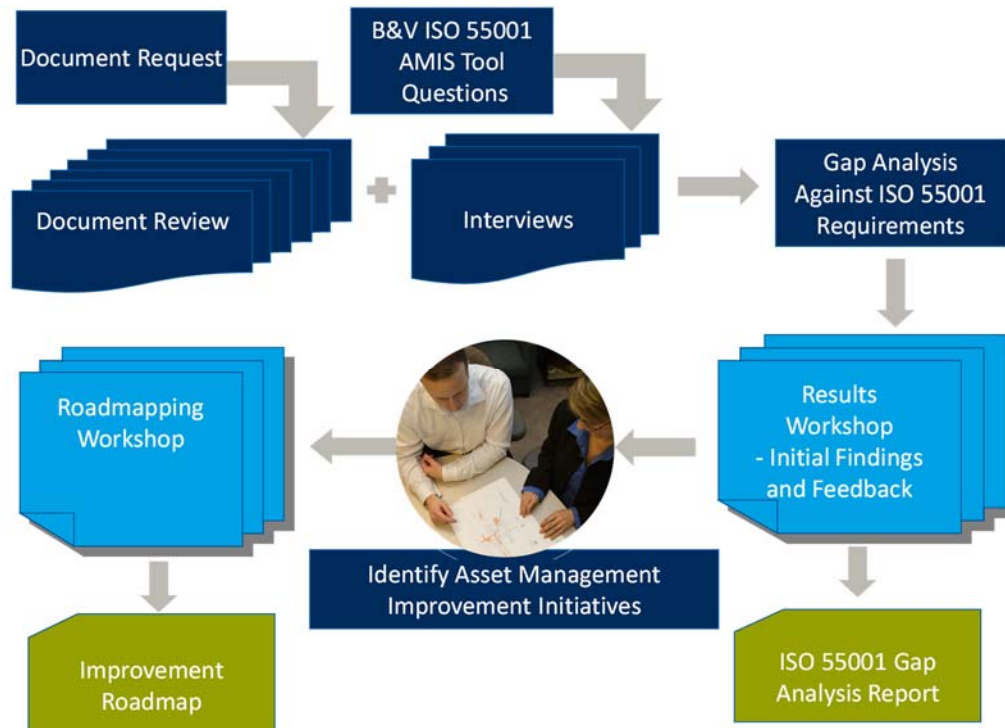 Document Request
B&V ISO 55001
AMIS Tool
Questions
Document Review
Interviews
Gap Analysis
Against ISO 55001
Requirements
Roadmapping
Workshop
Results
Workshop
- Initial Findings
and Feedback
Identify Asset Management
Improvement Initiatives
Improvement
Roadmap
ISO 55001 Gap
Analysis Report